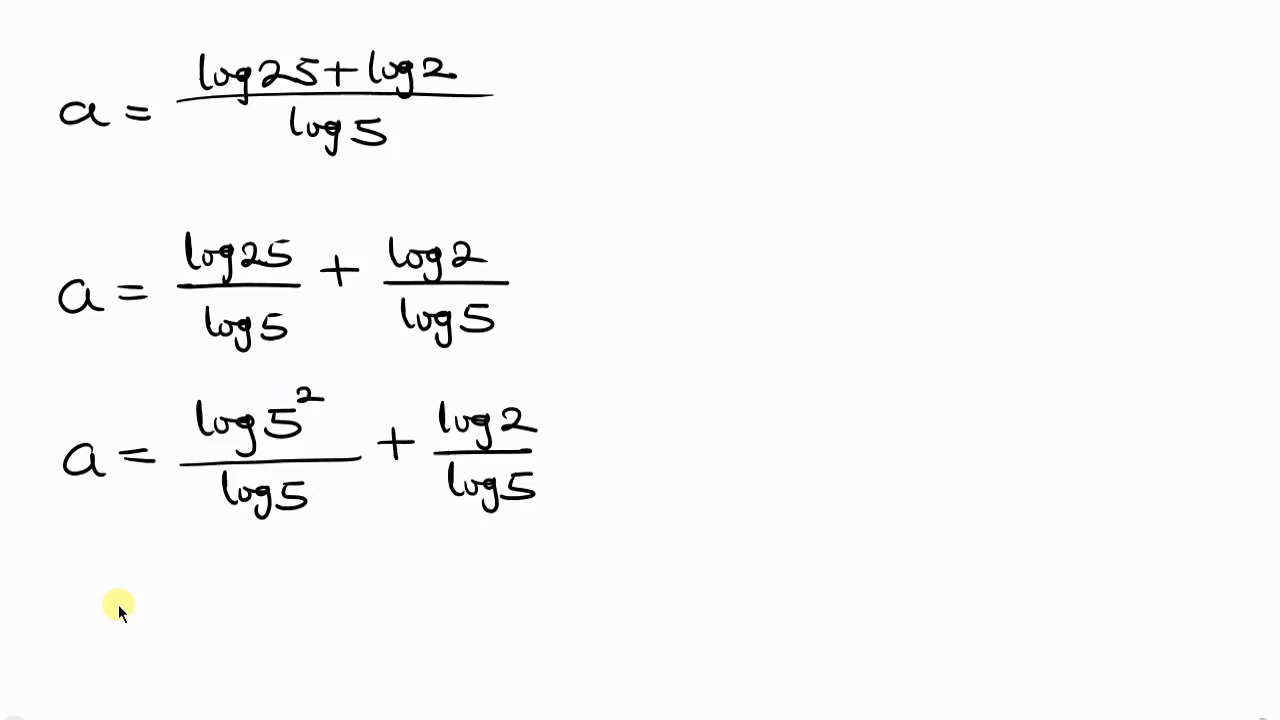 a = (log25+log2)/(log5)
a = (log25)/(log5) + (log2)/(log5)
a = (log5²)/(log5) + (log2)/(log5)